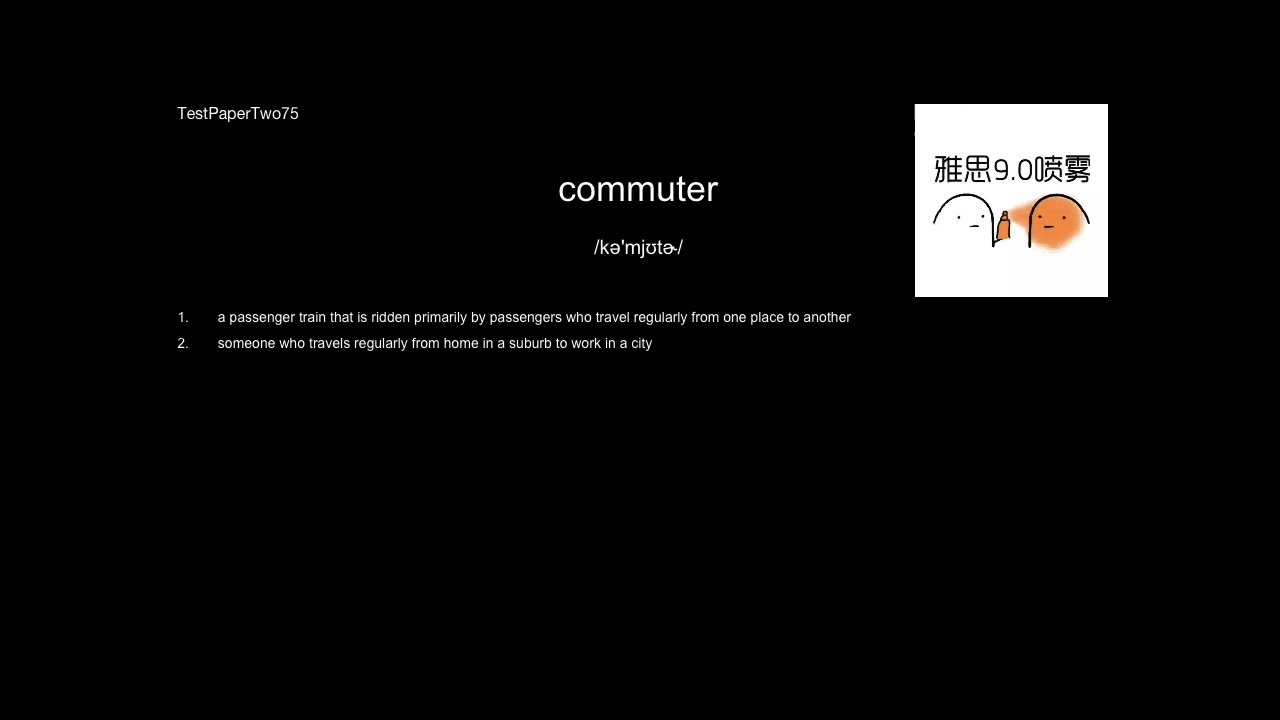 TestPaperTwo75
雅思9.0喷雾
commuter
/kə'mjʊtɚ/
1. a passenger train that is ridden primarily by passengers who travel regularly from one place to another
2. someone who travels regularly from home in a suburb to work in a city